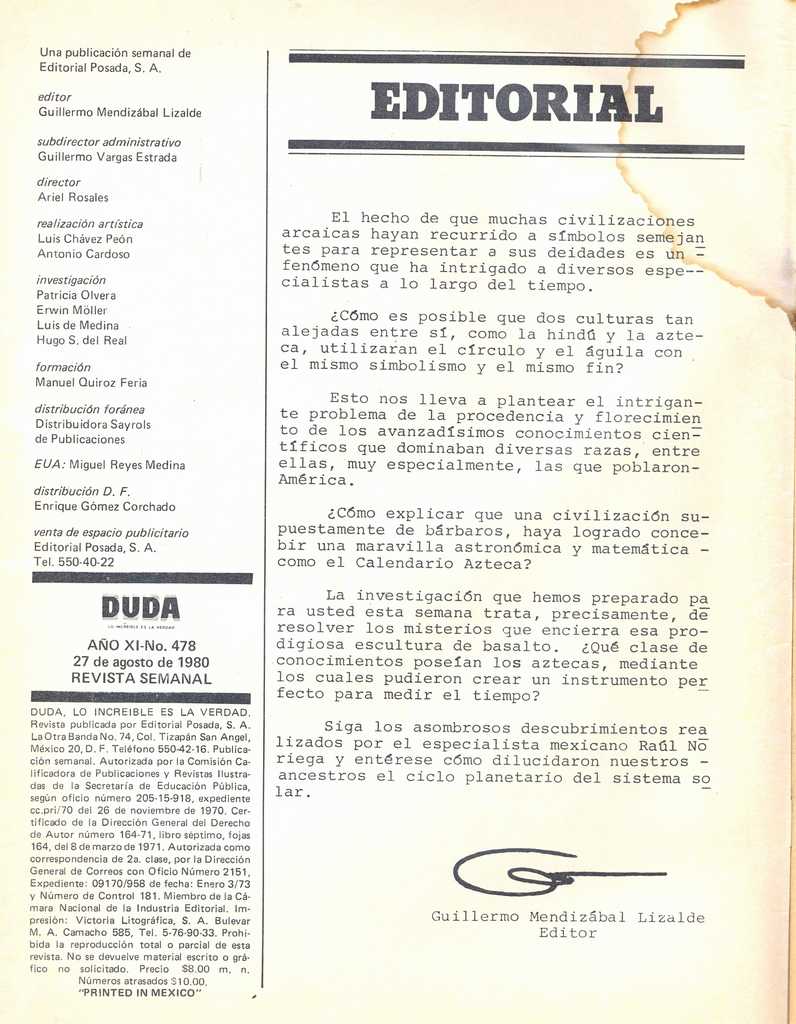 Una publicación semanal de
Editorial Posada, S. A.
editor
Guillermo Mendizábal Lizalde
subdirector administrativo
Guillermo Vargas Estrada
director
Ariel Rosales
realización artística
Luis Chávez Peón
Antonio Cardoso
investigación
Patricia Olvera
Erwin Möller
Luis de Medina
Hugo S. del Real
formación
Manuel Quiroz Feria
distribución foránea
Distribuidora Sayrols
de Publicaciones
EUA: Miguel Reyes Medina
distribución D. F.
Enrique Gómez Corchado
venta de espacio publicitario
Editorial Posada, S. A.
Tel. 550-40-22
DUDA
LO INCREIBLE ES LA VERDAD
AÑO XI-No. 478
27 de agosto de 1980
REVISTA SEMANAL
DUDA, LO INCREIBLE ES LA VERDAD.
Revista publicada por Editorial Posada, S. A.
La Otra Banda No. 74, Col. Tizapán San Angel,
México 20, D. F. Teléfono 550-42-16. Publica-
ción semanal. Autorizada por la Comisión Ca-
lificadora de Publicaciones y Revistas Ilustra-
das de la Secretaría de Educación Pública,
según oficio número 205-15-918, expediente
cc.pri/70 del 26 de noviembre de 1970. Cer-
tificado de la Dirección General del Derecho
de Autor número 164-71, libro séptimo, fojas
164, del 8 de marzo de 1971. Autorizada como
correspondencia de 2a. clase, por la Dirección
General de Correos con Oficio Número 2151,
Expediente: 09170/958 de fecha: Enero 3/73
y Número de Control 181. Miembro de la Cá-
mara Nacional de la Industria Editorial. Im-
presión: Victoria Litográfica, S. A. Bulevar
M. A. Camacho 585, Tel. 5-76-90-33. Prohi-
bida la reproducción total o parcial de esta
revista. No se devuelve material escrito o grá-
fico no solicitado. Precio $8.00 m. n.
Números atrasados $10.00.
"PRINTED IN MEXICO"
EDITORIAL
El hecho de que muchas civilizaciones
arcaicas hayan recurrido a símbolos semejan
tes para representar a sus deidades es un -
fenómeno que ha intrigado a diversos espe--
cialistas a lo largo del tiempo.
¿Cómo es posible que dos culturas tan
alejadas entre sí, como la hindú y la azte-
ca, utilizaran el círculo y el águila con
el mismo simbolismo y el mismo fin?
Esto nos lleva a plantear el intrigan-
te problema de la procedencia y florecimien
to de los avanzadísimos conocimientos cien-
tíficos que dominaban diversas razas, entre
ellas, muy especialmente, las que poblaron-
América.
¿Cómo explicar que una civilización su-
puestamente de bárbaros, haya logrado conce-
bir una maravilla astronómica y matemática -
como el Calendario Azteca?
La investigación que hemos preparado pa
ra usted esta semana trata, precisamente, de
resolver los misterios que encierra esa pro-
digiosa escultura de basalto. ¿Qué clase de
conocimientos poseían los aztecas, mediante
los cuales pudieron crear un instrumento per
fecto para medir el tiempo?
Siga los asombrosos descubrimientos rea
lizados por el especialista mexicano Raúl No
riega y entérese cómo dilucidaron nuestros -
ancestros el ciclo planetario del sistema so
lar.
Guillermo Mendizábal Lizalde
Editor